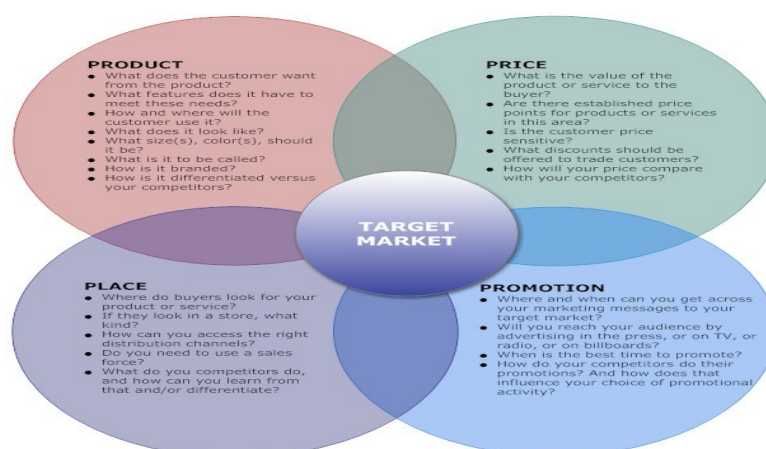 PRODUCT
● What does the customer want
from the product?
● What features does it have to
meet these needs?
● How and where will the
customer use it?
● What does it look like?
● What size(s), color(s), should
it be?
● What is it to be called?
● How is it branded?
● How is it differentiated versus
your competitors?
PRICE
● What is the value of the
product or service to the
buyer?
● Are there established price
points for products or services
in this area?
● Is the customer price
sensitive?
● What discounts should be
offered to trade customers?
● How will your price compare
with your competitors?
TARGET
MARKET
PLACE
● Where do buyers look for your
product or service?
● If they look in a store, what
kind?
● How can you access the right
distribution channels?
● Do you need to use a sales
force?
● What do you competitors do,
and how can you learn from
that and/or differentiate?
PROMOTION
● Where and when can you get across
your marketing messages to your
target market?
● Will you reach your audience by
advertising in the press, or on TV, or
radio, or on billboards?
● When is the best time to promote?
● How do your competitors do their
promotions? And how does that
influence your choice of promotional
activity?